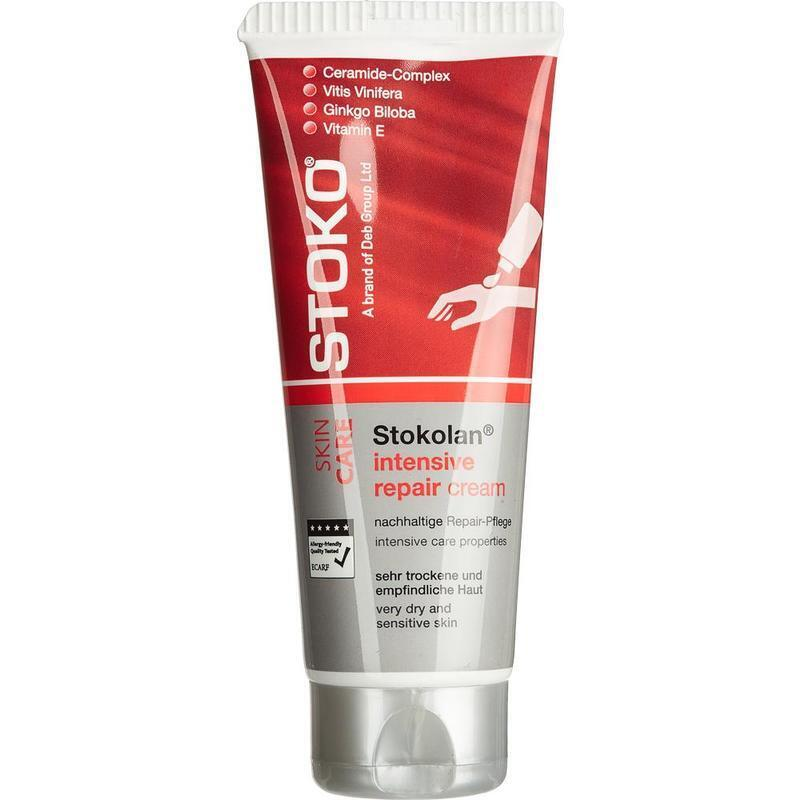 Ceramide-Complex
Vitis Vinifera
Ginkgo Biloba
Vitamin E
STOKO®
A brand of Deb Group Ltd
SKIN
CARE
Stokolan®
intensive
repair cream
nachhaltige Repair-Pflege
intensive care properties
Allergy-friendly
Quality Tested
ECARF
sehr trockene und
empfindliche Haut
very dry and
sensitive skin